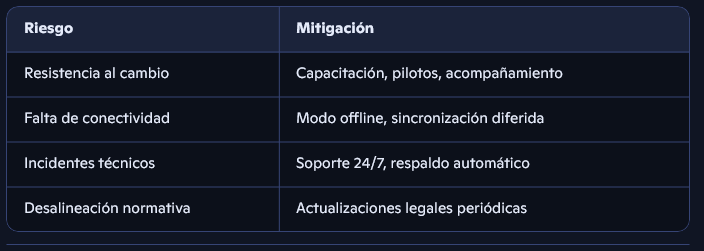 Riesgo Mitigación
Resistencia al cambio Capacitación, pilotos, acompañamiento
Falta de conectividad Modo offline, sincronización diferida
Incidentes técnicos Soporte 24/7, respaldo automático
Desalineación normativa Actualizaciones legales periódicas